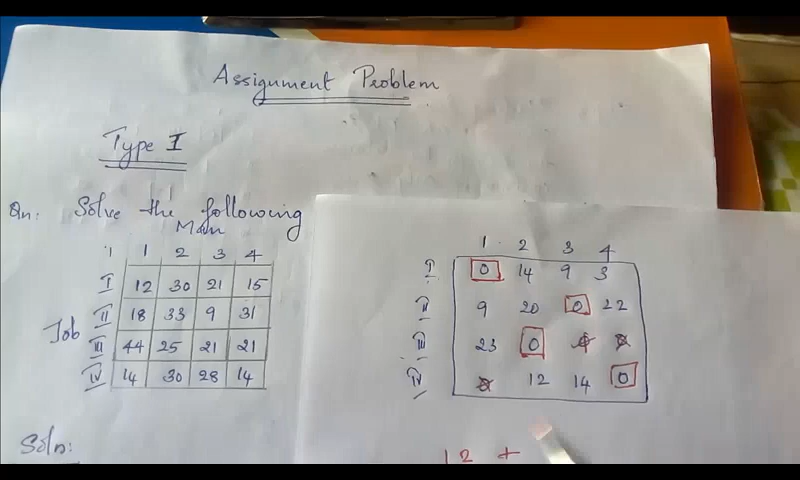 Assignment Problem
Type I
Qn: Solve the following
Man
1 2 3 4
I 12 30 21 15
II 18 33 9 31
Job
III 44 25 21 21
IV 14 30 28 14
Soln:
1 2 3 4
I 0 14 9 3
II 9 20 0 22
III 23 0
IV 0 12 14 0
12 +